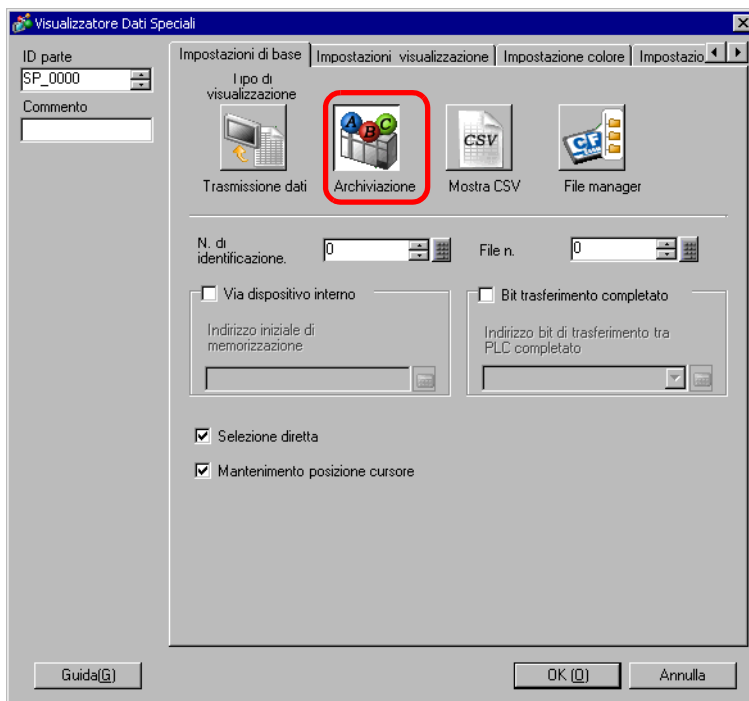 Visualizzatore Dati Speciali
ID parte
SP_0000
Commento
Impostazioni di base
Impostazioni visualizzazione
Impostazione colore
Impostazio
Tipo di
visualizzazione
CSV
CF
Trasmissione dati
Archiviazione
Mostra CSV
File manager
N. di
identificazione.
0
File n.
0
Via dispositivo interno
Indirizzo iniziale di
memorizzazione
Bit trasferimento completato
Indirizzo bit di trasferimento tra
PLC completato
Selezione diretta
Mantenimento posizione cursore
Guida(G)
OK (O)
Annulla